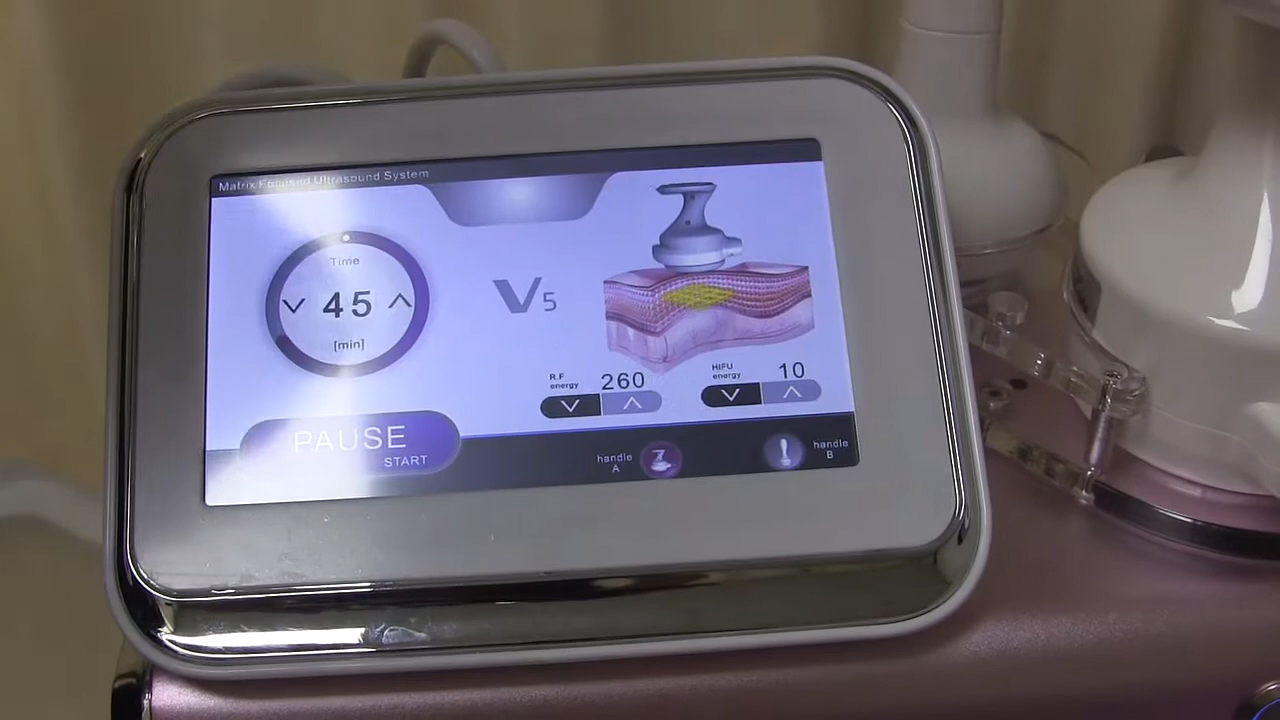 Matrix Focused Ultrasound System
Time
45
[min]
V5
R.F
energy
260
HIFU
energy
10
PAUSE
START
handle
A
handle
B